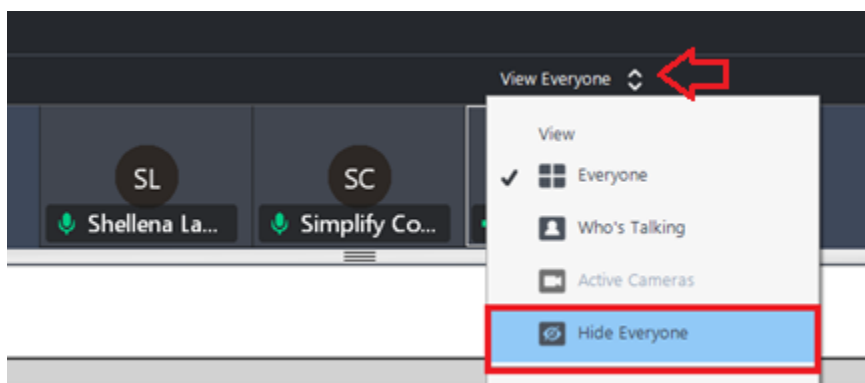 View Everyone
SL
SC
Shellena La...
Simplify Co...
View
Everyone
Who's Talking
Active Cameras
Hide Everyone